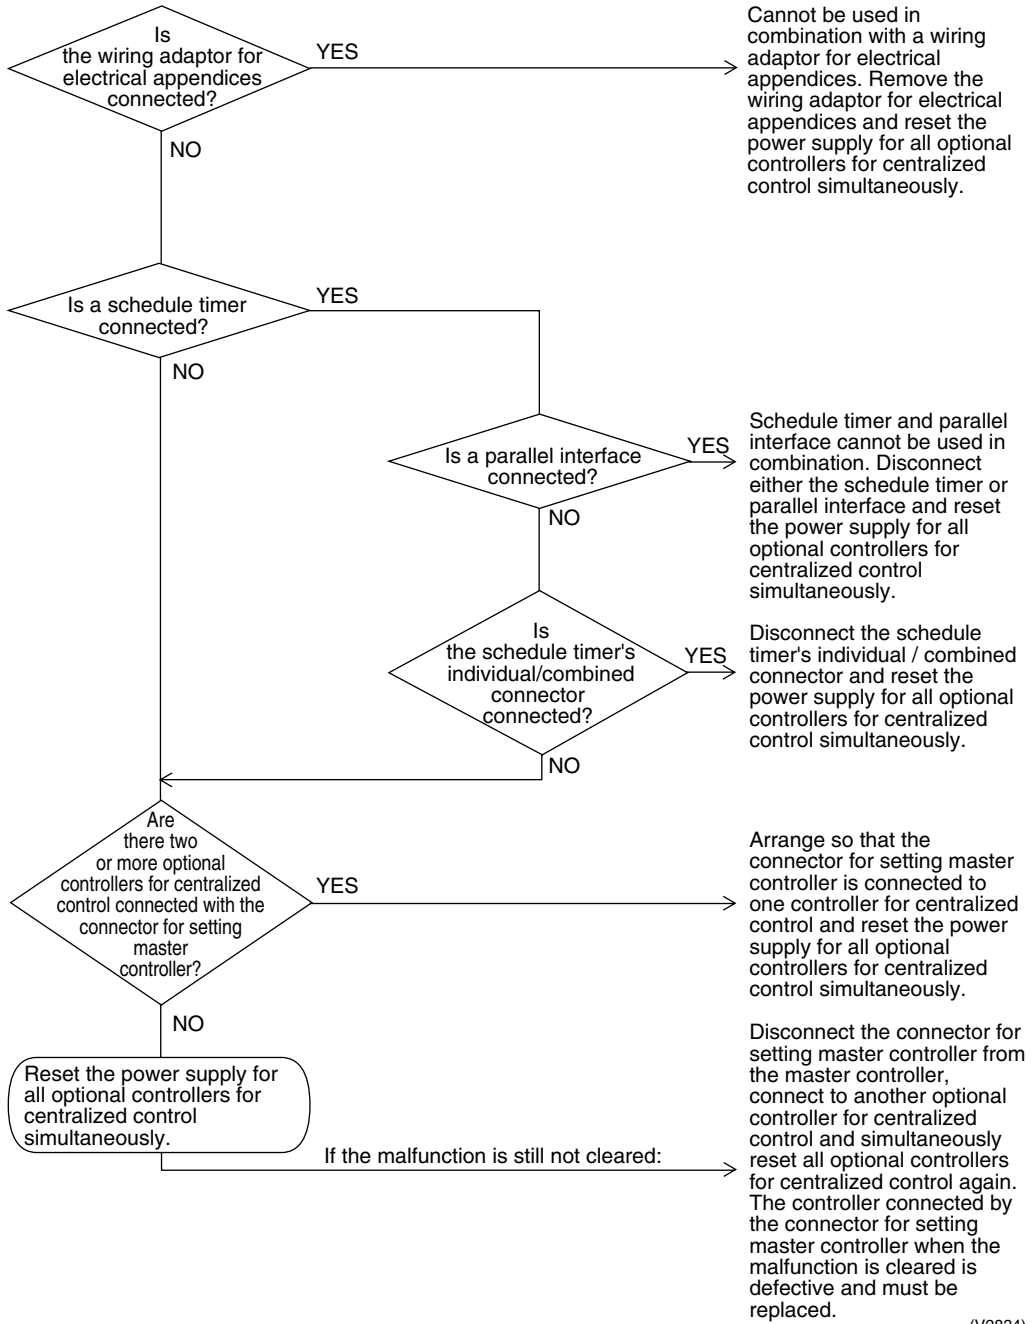 Is
the wiring adaptor for
electrical appendices
connected?
YES
Cannot be used in
combination with a wiring
adaptor for electrical
appendices. Remove the
wiring adaptor for electrical
appendices and reset the
power supply for all optional
controllers for centralized
control simultaneously.
NO
Is a schedule timer
connected?
YES
NO
Is a parallel interface
connected?
YES
Schedule timer and parallel
interface cannot be used in
combination. Disconnect
either the schedule timer or
parallel interface and reset
the power supply for all
optional controllers for
centralized control
simultaneously.
NO
Is
the schedule timer's
individual/combined
connector
connected?
YES
Disconnect the schedule
timer's individual / combined
connector and reset the
power supply for all optional
controllers for centralized
control simultaneously.
NO
Are
there two
or more optional
controllers for centralized
control connected with the
connector for setting
master
controller?
YES
Arrange so that the
connector for setting master
controller is connected to
one controller for centralized
control and reset the power
supply for all optional
controllers for centralized
control simultaneously.
NO
Reset the power supply for
all optional controllers for
centralized control
simultaneously.
If the malfunction is still not cleared:
Disconnect the connector for
setting master controller from
the master controller,
connect to another optional
controller for centralized
control and simultaneously
reset all optional controllers
for centralized control again.
The controller connected by
the connector for setting
master controller when the
malfunction is cleared is
defective and must be
replaced.